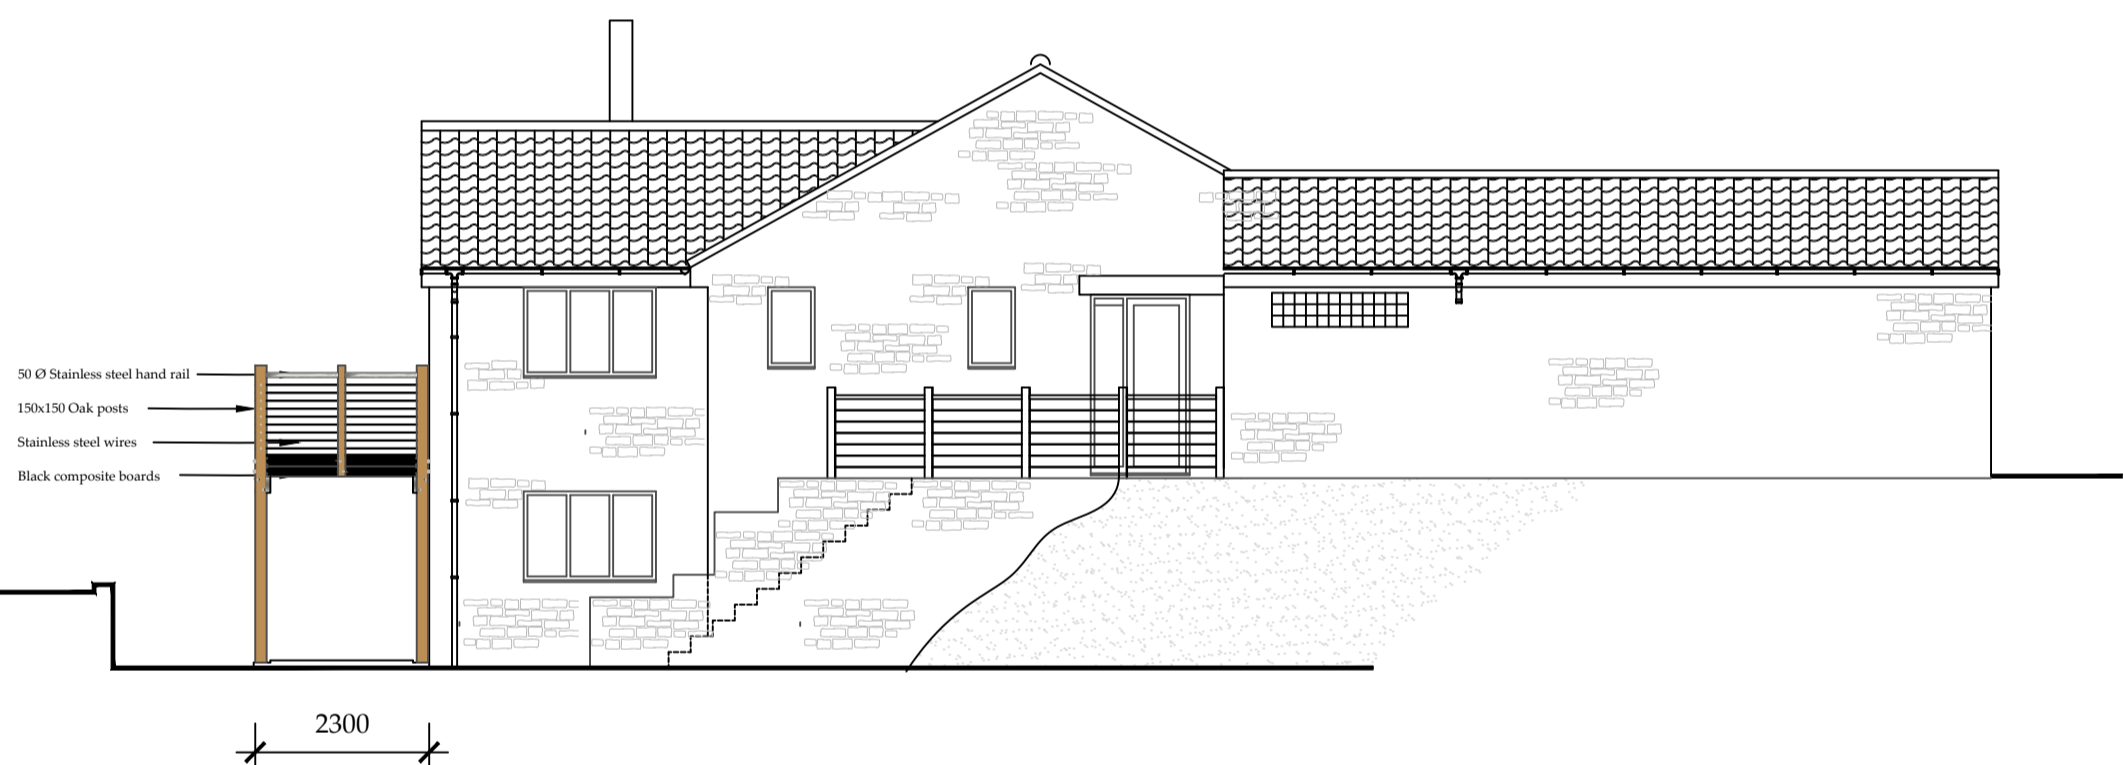 50 Ø Stainless steel hand rail
150x150 Oak posts
Stainless steel wires
Black composite boards
2300